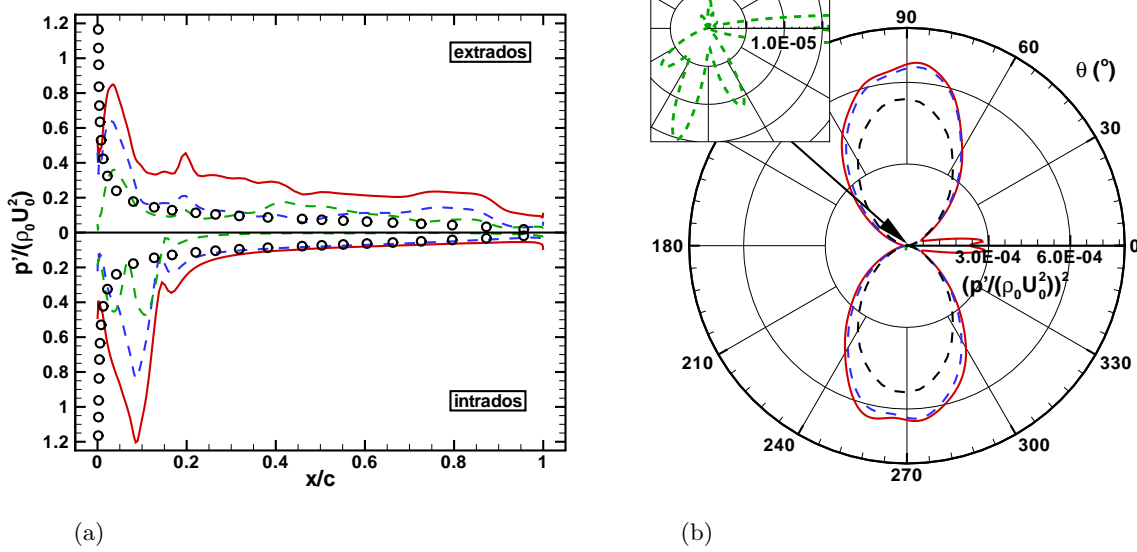 1.2
1
0.8
0.6
0.4
0.2
0
0.2
0.4
0.6
0.8
1
1.2
p'/(ρ₀U₀²)
extrados
intrados
0
0.2
0.4
0.6
0.8
1
x/c
(a)
1.0E-05
90
60
θ (°)
30
180
0
3.0E-04
6.0E-04
(p'/(ρ₀U₀²))²
210
330
240
300
270
(b)